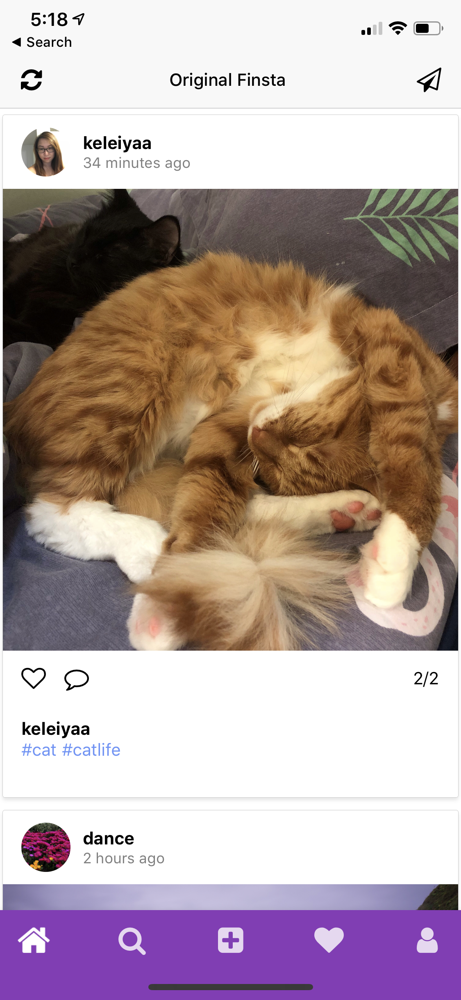 5:18
Search
Original Finsta
keleiyaa
34 minutes ago
2/2
keleiyaa
#cat #catlife
dance
2 hours ago